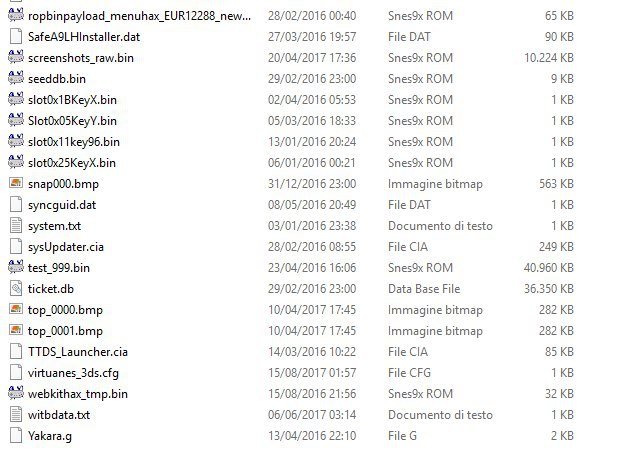 ropbinpayload_menuhax_EUR12288_new... 28/02/2016 00:40 Snes9x ROM 65 KB
SafeA9LHInstaller.dat 27/03/2016 19:57 File DAT 90 KB
screenshots_raw.bin 20/04/2017 17:36 Snes9x ROM 10.224 KB
seeddb.bin 29/02/2016 23:00 Snes9x ROM 9 KB
slot0x1BKeyX.bin 02/04/2016 05:53 Snes9x ROM 1 KB
Slot0x05KeyY.bin 05/03/2016 18:33 Snes9x ROM 1 KB
slot0x11key96.bin 13/01/2016 20:24 Snes9x ROM 1 KB
slot0x25KeyX.bin 06/01/2016 00:21 Snes9x ROM 1 KB
snap000.bmp 31/12/2016 23:00 Immagine bitmap 563 KB
syncguid.dat 08/05/2016 20:49 File DAT 1 KB
system.txt 03/01/2016 23:38 Documento di testo 1 KB
sysUpdater.cia 28/02/2016 08:55 File CIA 249 KB
test_999.bin 23/04/2016 16:06 Snes9x ROM 40.960 KB
ticket.db 29/02/2016 23:00 Data Base File 36.350 KB
top_0000.bmp 10/04/2017 17:45 Immagine bitmap 282 KB
top_0001.bmp 10/04/2017 17:45 Immagine bitmap 282 KB
TTDS_Launcher.cia 14/03/2016 10:22 File CIA 85 KB
virtuanes_3ds.cfg 15/08/2017 01:57 File CFG 1 KB
webkithax_tmp.bin 15/08/2016 21:56 Snes9x ROM 32 KB
witbdata.txt 06/06/2017 03:14 Documento di testo 1 KB
Yakara.g 13/04/2016 22:10 File G 2 KB